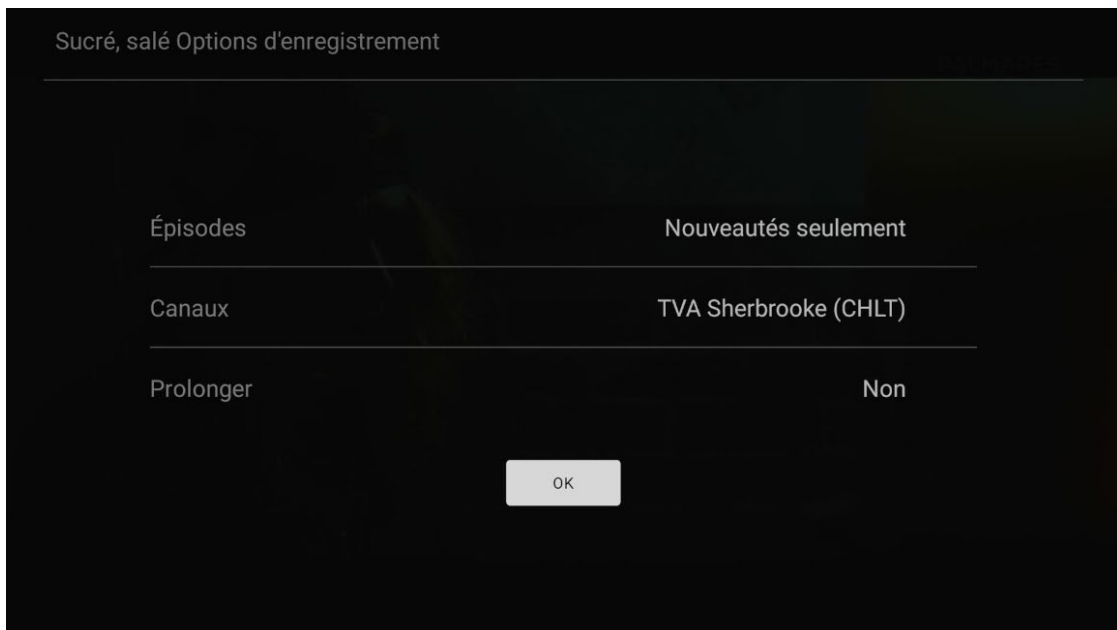 Sucré, salé Options d'enregistrement
Épisodes Nouveautés seulement
Canaux TVA Sherbrooke (CHLT)
Prolonger Non
OK